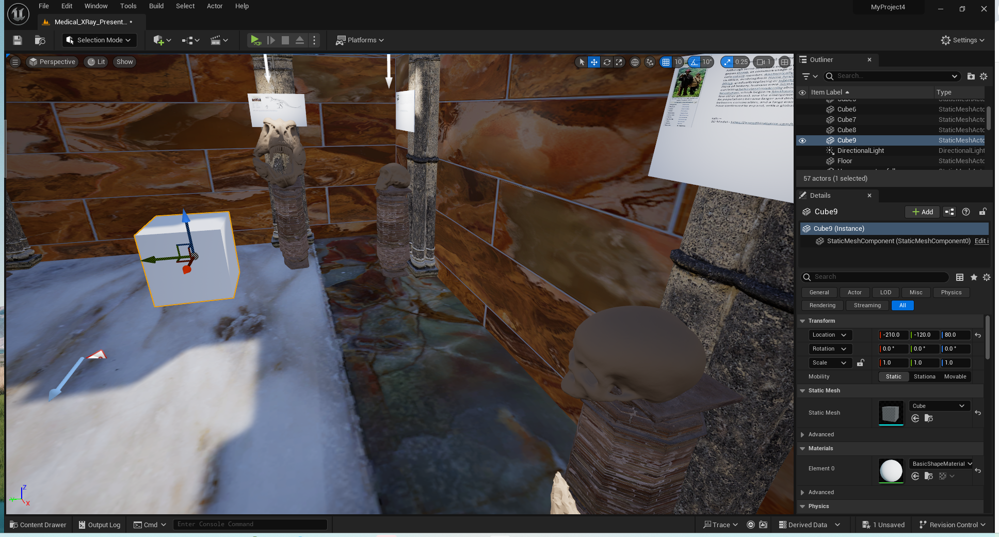 File Edit Window Tools Build Select Actor Help
MyProject4
Medical_XRay_Present... •
Selection Mode
Platforms
Settings
Perspective
Lit
Show
10
10°
0.25
1
Outliner
Search...
Item Label
Type
Cube6 StaticMeshActo
Cube7 StaticMeshActo
Cube8 StaticMeshActo
Cube9 StaticMeshActo
DirectionalLight DirectionalLight
Floor StaticMeshActo
57 actors (1 selected)
Details
Cube9
Add
Cube9 (Instance)
StaticMeshComponent (StaticMeshComponent0) Edit i
Search
General Actor LOD Misc Physics
Rendering Streaming All
Transform
Location -210.0 -120.0 80.0
Rotation 0.0 ° 0.0 ° 0.0 °
Scale 1.0 1.0 1.0
Mobility Static Stationa Movable
Static Mesh
Static Mesh Cube
Advanced
Materials
Element 0 BasicShapeMaterial
Advanced
Physics
Z
Y
X
Content Drawer Output Log Cmd Enter Console Command Trace Derived Data 1 Unsaved Revision Control